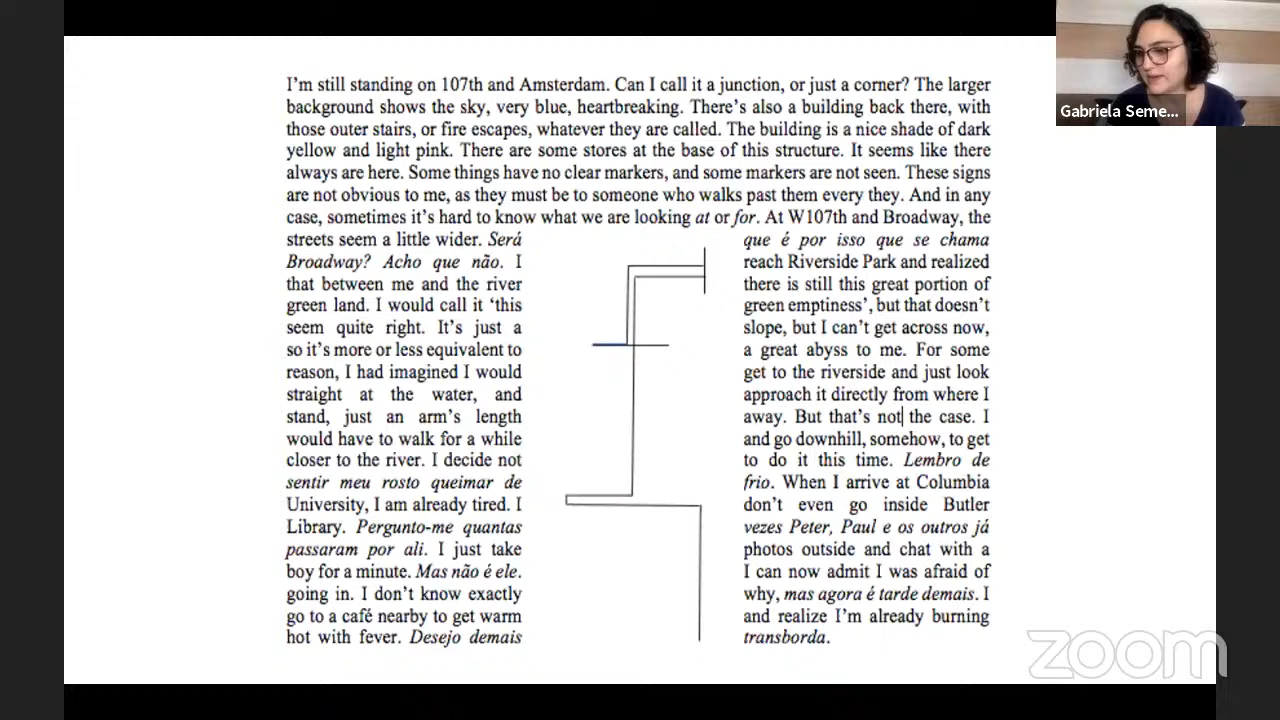 I'm still standing on 107th and Amsterdam. Can I call it a junction, or just a corner? The larger
background shows the sky, very blue, heartbreaking. There's also a building back there, with
those outer stairs, or fire escapes, whatever they are called. The building is a nice shade of dark
yellow and light pink. There are some stores at the base of this structure. It seems like there
always are here. Some things have no clear markers, and some markers are not seen. These signs
are not obvious to me, as they must be to someone who walks past them every they. And in any
case, sometimes it's hard to know what we are looking at or for. At W107th and Broadway, the
streets seem a little wider. Será que é por isso que se chama
Broadway? Acho que não. I reach Riverside Park and realized
that between me and the river there is still this great portion of
green land. I would call it ‘this green emptiness’, but that doesn't
seem quite right. It's just a slope, but I can't get across now,
so it's more or less equivalent to a great abyss to me. For some
reason, I had imagined I would get to the riverside and just look
straight at the water, and approach it directly from where I
stand, just an arm's length away. But that's not the case. I
would have to walk for a while and go downhill, somehow, to get
closer to the river. I decide not to do it this time. Lembro de
sentir meu rosto queimar de frio. When I arrive at Columbia
University, I am already tired. I don't even go inside Butler
Library. Pergunto-me quantas vezes Peter, Paul e os outros já
passaram por ali. I just take photos outside and chat with a
boy for a minute. Mas não é ele. I can now admit I was afraid of
going in. I don't know exactly why, mas agora é tarde demais. I
go to a café nearby to get warm and realize I'm already burning
hot with fever. Desejo demais transborda.
Gabriela Seme...
zoom